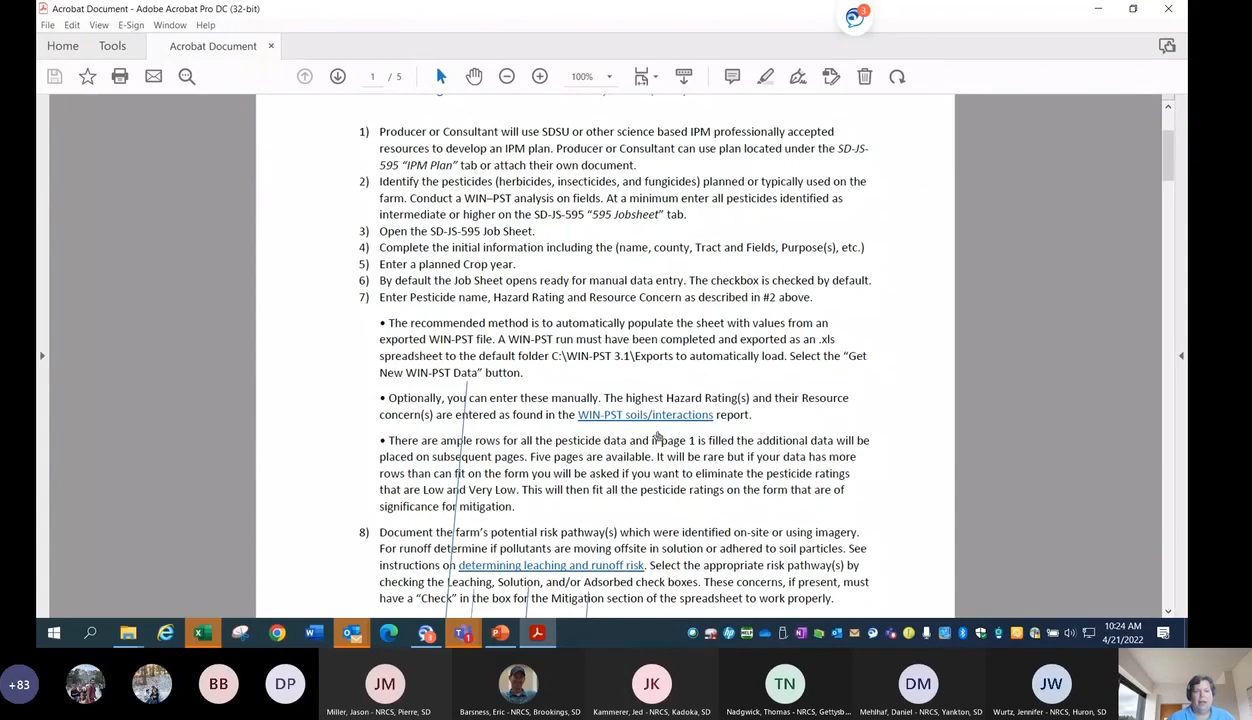 Acrobat Document - Adobe Acrobat Pro DC (32-bit)
3
File Edit View E-Sign Window Help
Home Tools Acrobat Document ×
1 / 5 100%
1) Producer or Consultant will use SDSU or other science based IPM professionally accepted
resources to develop an IPM plan. Producer or Consultant can use plan located under the SD-JS-
595 “IPM Plan” tab or attach their own document.
2) Identify the pesticides (herbicides, insecticides, and fungicides) planned or typically used on the
farm. Conduct a WIN–PST analysis on fields. At a minimum enter all pesticides identified as
intermediate or higher on the SD-JS-595 “595 Jobsheet” tab.
3) Open the SD-JS-595 Job Sheet.
4) Complete the initial information including the (name, county, Tract and Fields, Purpose(s), etc.)
5) Enter a planned Crop year.
6) By default the Job Sheet opens ready for manual data entry. The checkbox is checked by default.
7) Enter Pesticide name, Hazard Rating and Resource Concern as described in #2 above.
• The recommended method is to automatically populate the sheet with values from an
exported WIN-PST file. A WIN-PST run must have been completed and exported as an .xls
spreadsheet to the default folder C:\WIN-PST 3.1\Exports to automatically load. Select the “Get
New WIN-PST Data” button.
• Optionally, you can enter these manually. The highest Hazard Rating(s) and their Resource
concern(s) are entered as found in the WIN-PST soils/interactions report.
• There are ample rows for all the pesticide data and if page 1 is filled the additional data will be
placed on subsequent pages. Five pages are available. It will be rare but if your data has more
rows than can fit on the form you will be asked if you want to eliminate the pesticide ratings
that are Low and Very Low. This will then fit all the pesticide ratings on the form that are of
significance for mitigation.
8) Document the farm’s potential risk pathway(s) which were identified on-site or using imagery.
For runoff determine if pollutants are moving offsite in solution or adhered to soil particles. See
instructions on determining leaching and runoff risk. Select the appropriate risk pathway(s) by
checking the Leaching, Solution, and/or Adsorbed check boxes. These concerns, if present, must
have a “Check” in the box for the Mitigation section of the spreadsheet to work properly.
10:24 AM
4/21/2022
+83 BB DP JM JK TN DM JW
Miller, Jason - NRCS, Pierre, SD Barsness, Eric - NRCS, Brookings, SD Kammerer, Jed - NRCS, Kadoka, SD Nadgwick, Thomas - NRCS, Gettysb... Mehlhaf, Daniel - NRCS, Yankton, SD Wurtz, Jennifer - NRCS, Huron, SD